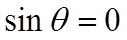 sin θ = 0